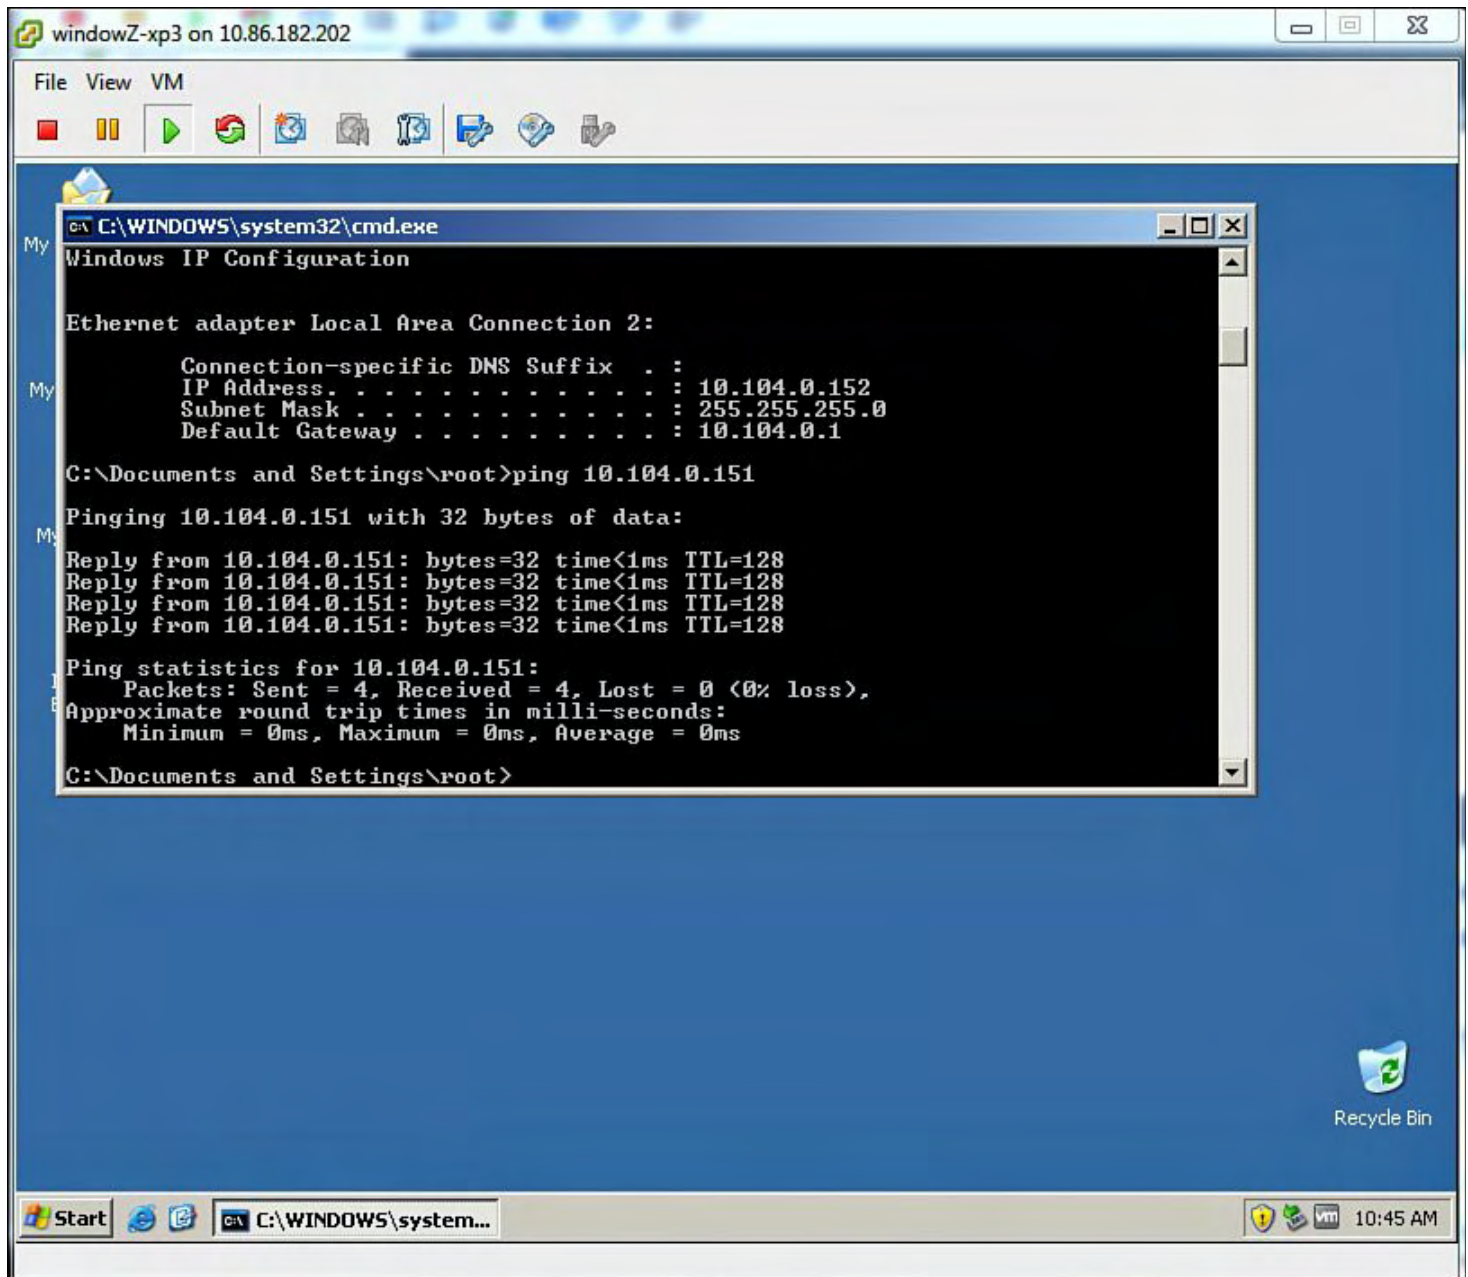 windowZ-xp3 on 10.86.182.202
File View VM
C:\WINDOWS\system32\cmd.exe
My
Windows IP Configuration
Ethernet adapter Local Area Connection 2:
Connection-specific DNS Suffix . :
My
IP Address. . . . . . . . . . . . : 10.104.0.152
Subnet Mask . . . . . . . . . . . : 255.255.255.0
Default Gateway . . . . . . . . . : 10.104.0.1
C:\Documents and Settings\root>ping 10.104.0.151
Pinging 10.104.0.151 with 32 bytes of data:
My
Reply from 10.104.0.151: bytes=32 time<1ms TTL=128
Reply from 10.104.0.151: bytes=32 time<1ms TTL=128
Reply from 10.104.0.151: bytes=32 time<1ms TTL=128
Reply from 10.104.0.151: bytes=32 time<1ms TTL=128
Ping statistics for 10.104.0.151:
Packets: Sent = 4, Received = 4, Lost = 0 (0% loss),
Approximate round trip times in milli-seconds:
Minimum = 0ms, Maximum = 0ms, Average = 0ms
C:\Documents and Settings\root>
Recycle Bin
Start
C:\WINDOWS\system...
vm
10:45 AM